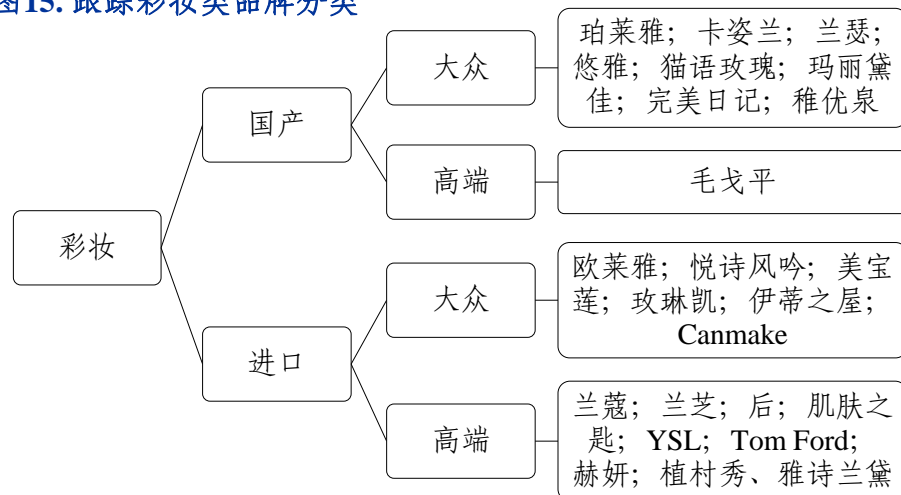 图15. 跟踪彩妆类品牌分类
彩妆
国产
大众
珀莱雅；卡姿兰；兰瑟；
悠雅；猫语玫瑰；玛丽黛
佳；完美日记；稚优泉
高端
毛戈平
进口
大众
欧莱雅；悦诗风吟；美宝
莲；玫琳凯；伊蒂之屋；
Canmake
高端
兰蔻；兰芝；后；肌肤之
匙；YSL；Tom Ford；
赫妍；植村秀、雅诗兰黛